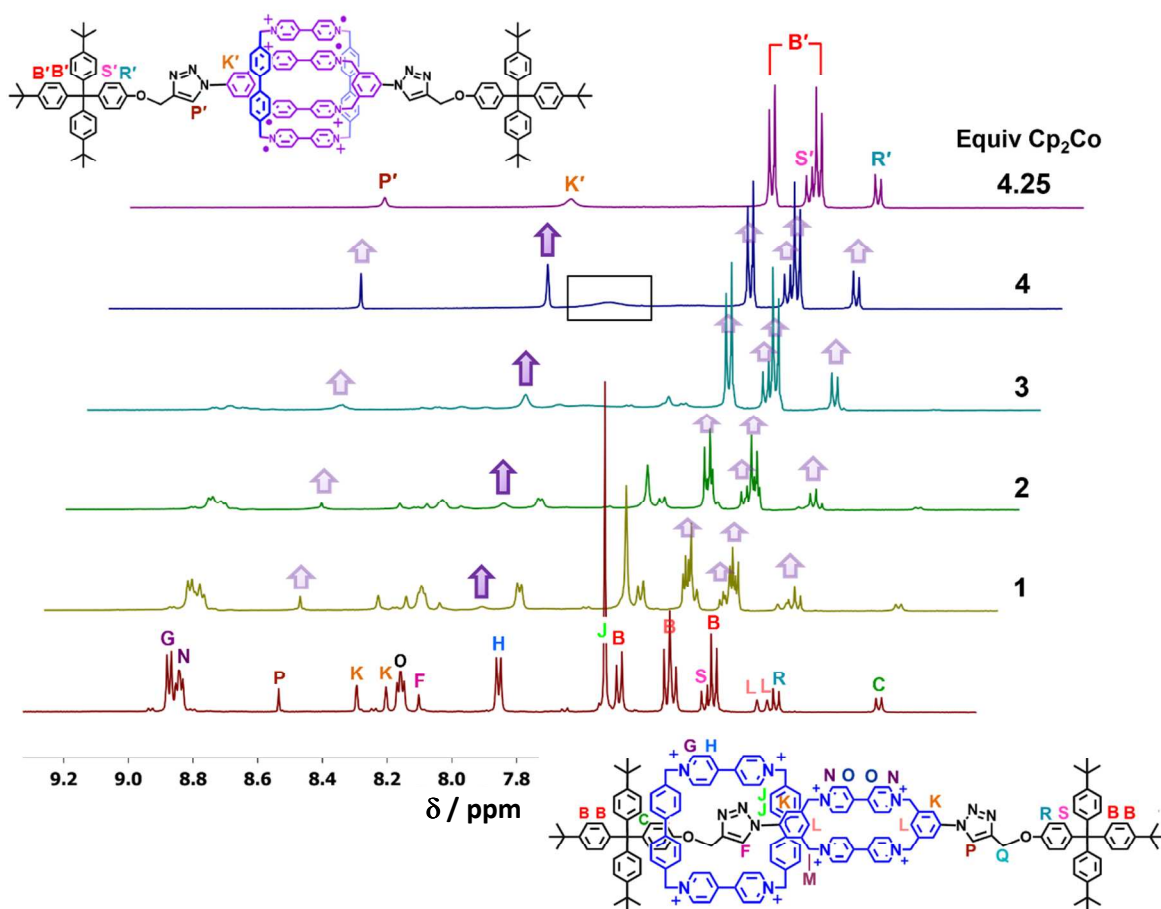 B′ B′ S′ R′ N=N N P′ K′ + N • N • + N • N + N=N N O
B′
Equiv Cp₂Co
P′ K′ S′ R′ 4.25
4
3
2
1
G N P K K O F H J B B S B L L R C
9.2 9.0 8.8 8.6 8.4 8.2 8.0 7.8
δ / ppm
G H
N O O N
J
K K
J
B B C O F L L P Q R S B B
M